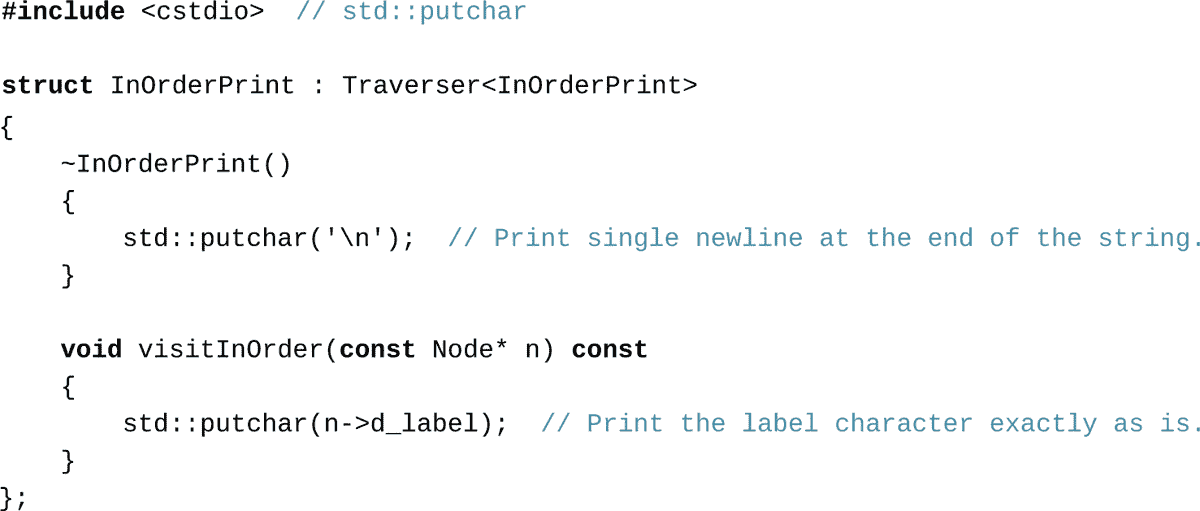 #include <cstdio>  // std::putchar

struct InOrderPrint : Traverser<InOrderPrint>
{
    ~InOrderPrint()
    {
        std::putchar('\n');  // Print single newline at the end of the string.
    }

    void visitInOrder(const Node* n) const
    {
        std::putchar(n->d_label);  // Print the label character exactly as is.
    }
};